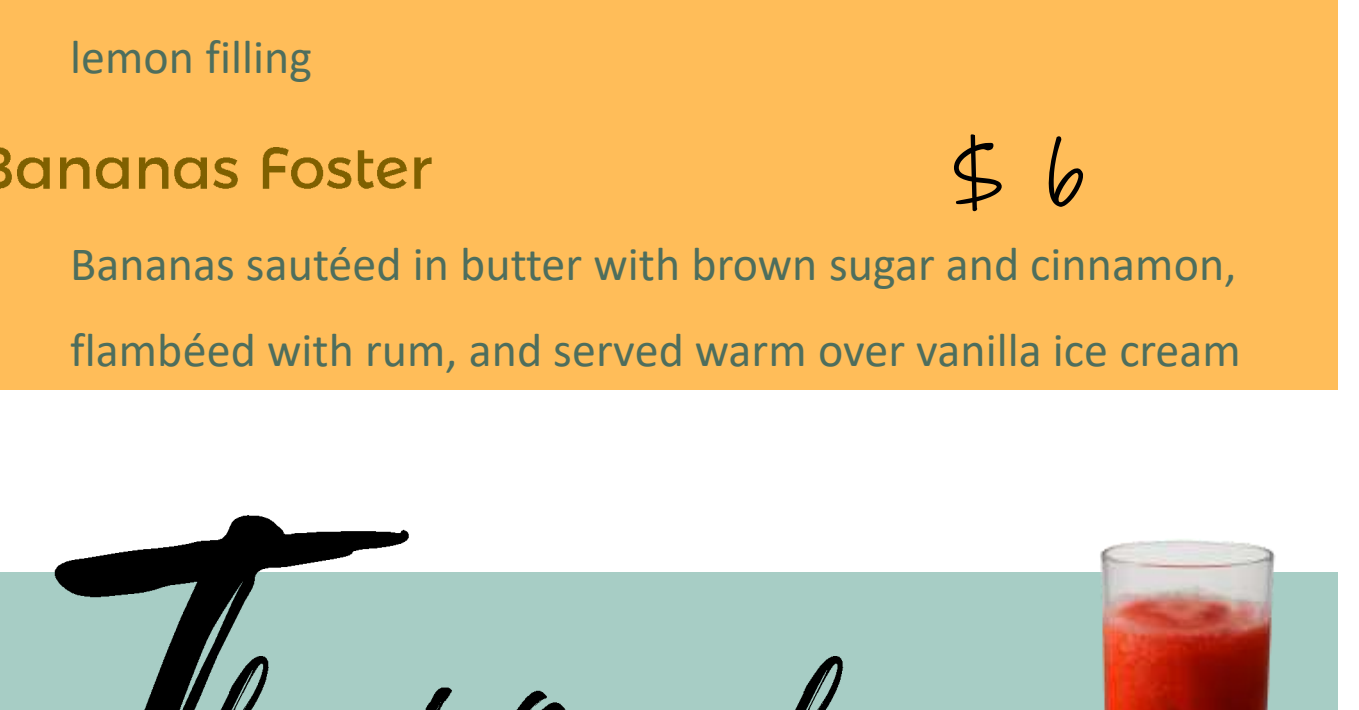 lemon filling
Bananas Foster
$ 6
Bananas sautéed in butter with brown sugar and cinnamon,
flambéed with rum, and served warm over vanilla ice cream